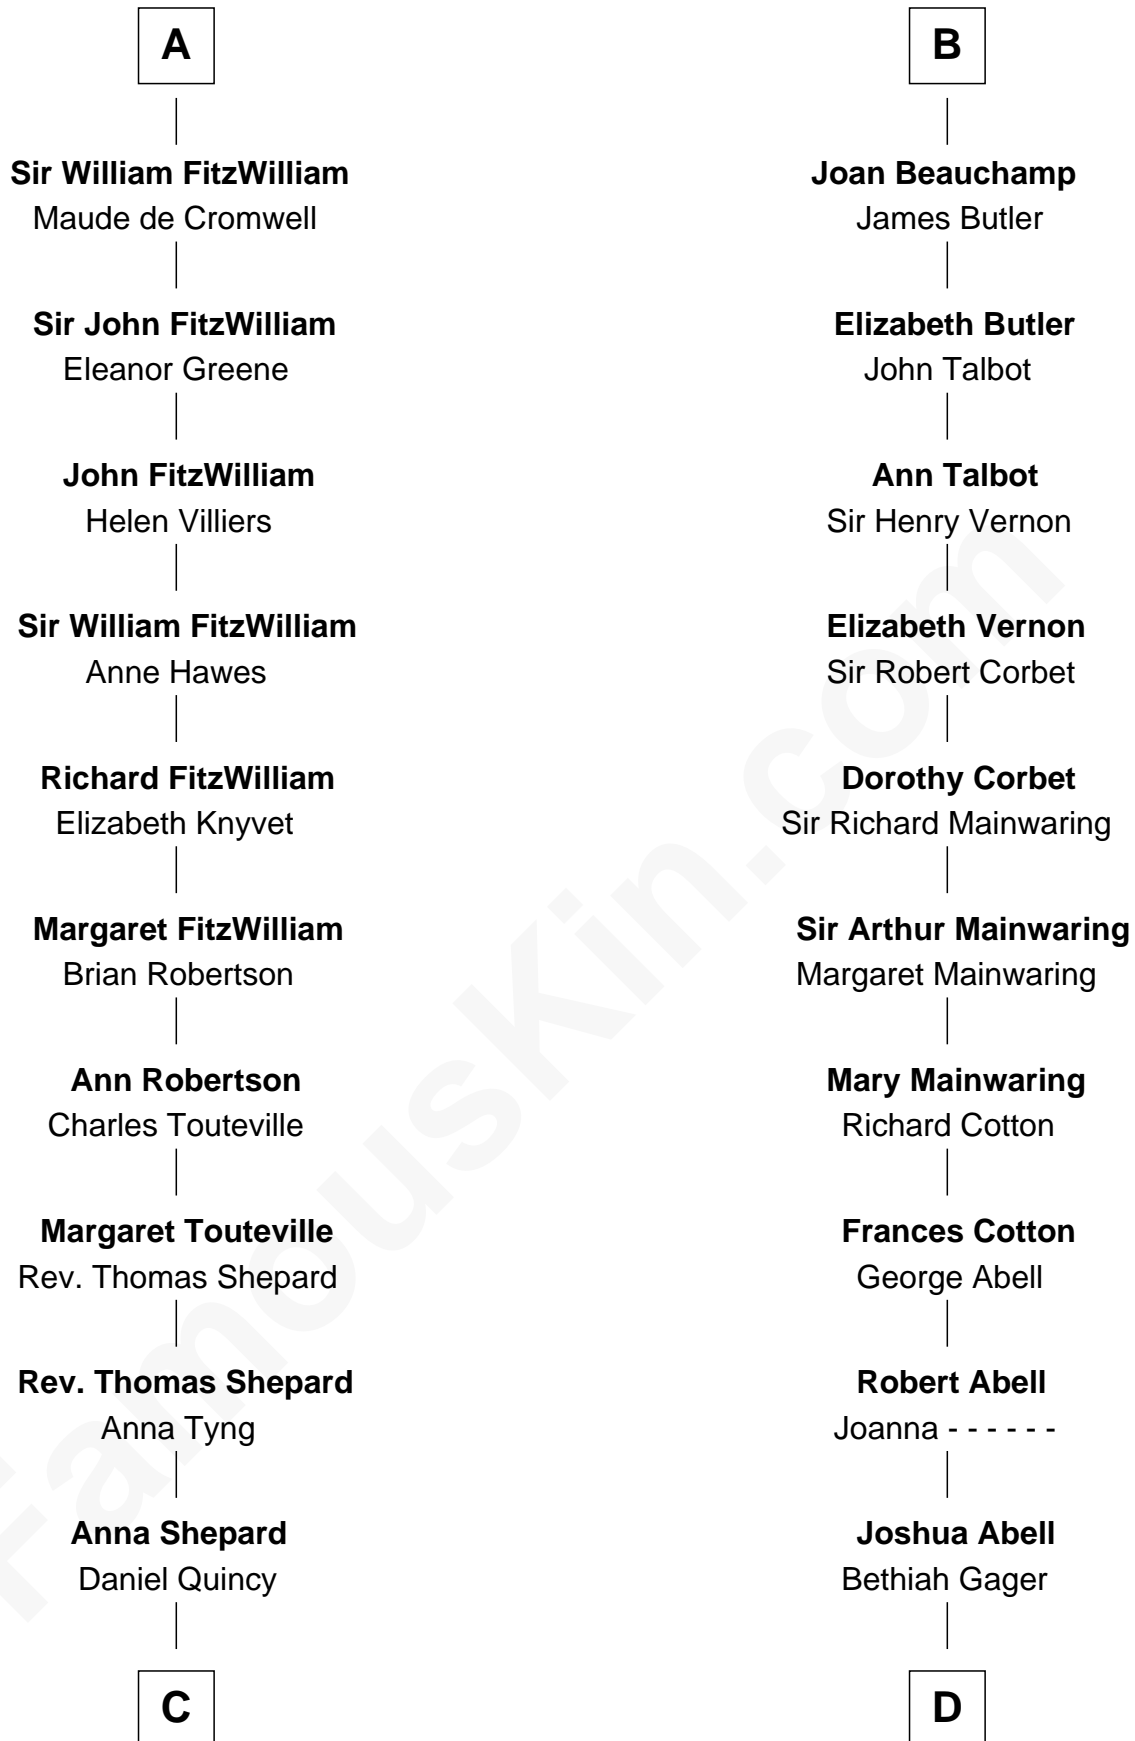 A
Sir William FitzWilliam
Maude de Cromwell
Sir John FitzWilliam
Eleanor Greene
John FitzWilliam
Helen Villiers
Sir William FitzWilliam
Anne Hawes
Richard FitzWilliam
Elizabeth Knyvet
Margaret FitzWilliam
Brian Robertson
Ann Robertson
Charles Touteville
Margaret Touteville
Rev. Thomas Shepard
Rev. Thomas Shepard
Anna Tyng
Anna Shepard
Daniel Quincy
C
B
Joan Beauchamp
James Butler
Elizabeth Butler
John Talbot
Ann Talbot
Sir Henry Vernon
Elizabeth Vernon
Sir Robert Corbet
Dorothy Corbet
Sir Richard Mainwaring
Sir Arthur Mainwaring
Margaret Mainwaring
Mary Mainwaring
Richard Cotton
Frances Cotton
George Abell
Robert Abell
Joanna - - - - - -
Joshua Abell
Bethiah Gager
D
FamousKin.com